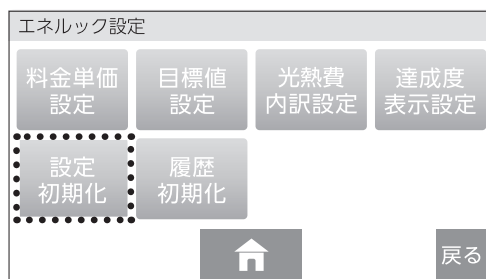 エネルック設定
料金単価
設定
目標値
設定
光熱費
内訳設定
達成度
表示設定
設定
初期化
履歴
初期化
戻る